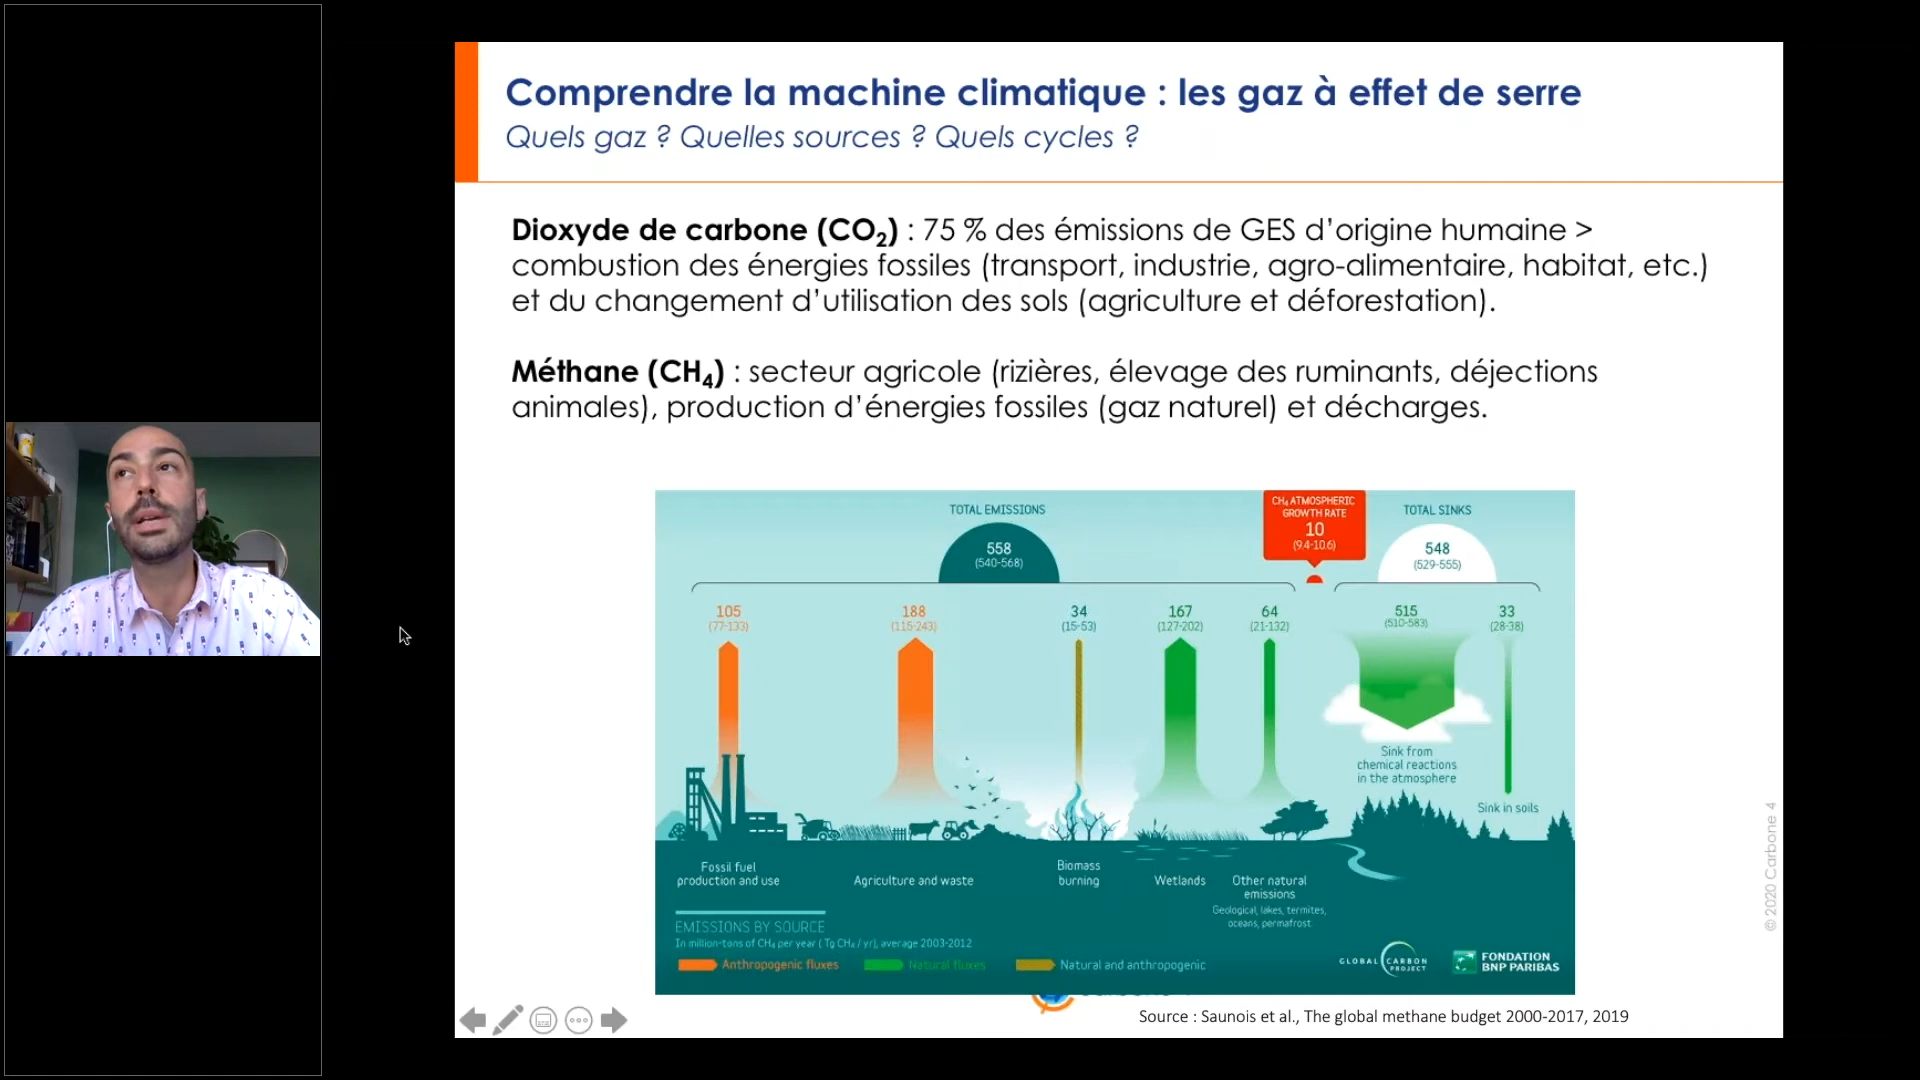 Comprendre la machine climatique : les gaz à effet de serre
Quels gaz ? Quelles sources ? Quels cycles ?
Dioxyde de carbone (CO₂) : 75 % des émissions de GES d’origine humaine >
combustion des énergies fossiles (transport, industrie, agro-alimentaire, habitat, etc.)
et du changement d’utilisation des sols (agriculture et déforestation).
Méthane (CH₄) : secteur agricole (rizières, élevage des ruminants, déjections
animales), production d’énergies fossiles (gaz naturel) et décharges.
TOTAL EMISSIONS
558
(540-568)
CH₄ ATMOSPHERIC
GROWTH RATE
10
(9.4-10.6)
TOTAL SINKS
548
(529-555)
105
(77-133)
188
(115-243)
34
(15-53)
167
(127-202)
64
(21-132)
515
(510-583)
33
(28-38)
Sink from
chemical reactions
in the atmosphere
Sink in soils
Fossil fuel
production and use
Agriculture and waste
Biomass
burning
Wetlands
Other natural
emissions
Geological, lakes, termites,
oceans, permafrost
EMISSIONS BY SOURCE
In million-tons of CH₄ per year ( Tg CH₄ / yr), average 2003-2012
Anthropogenic fluxes
Natural fluxes
Natural and anthropogenic
GLOBAL CARBON
PROJECT
FONDATION
BNP PARIBAS
© 2020 Carbone 4
Source : Saunois et al., The global methane budget 2000-2017, 2019